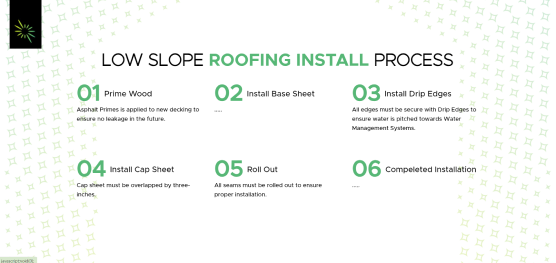 LOW SLOPE ROOFING INSTALL PROCESS
01 Prime Wood
Asphalt Primes is applied to new decking to
ensure no leakage in the future.
02 Install Base Sheet
.....
03 Install Drip Edges
All edges must be secure with Drip Edges to
ensure water is pitched towards Water
Management Systems.
04 Install Cap Sheet
Cap sheet must be overlapped by three-
inches.
05 Roll Out
All seams must be rolled out to ensure
proper installation.
06 Compeleted Installation
.....